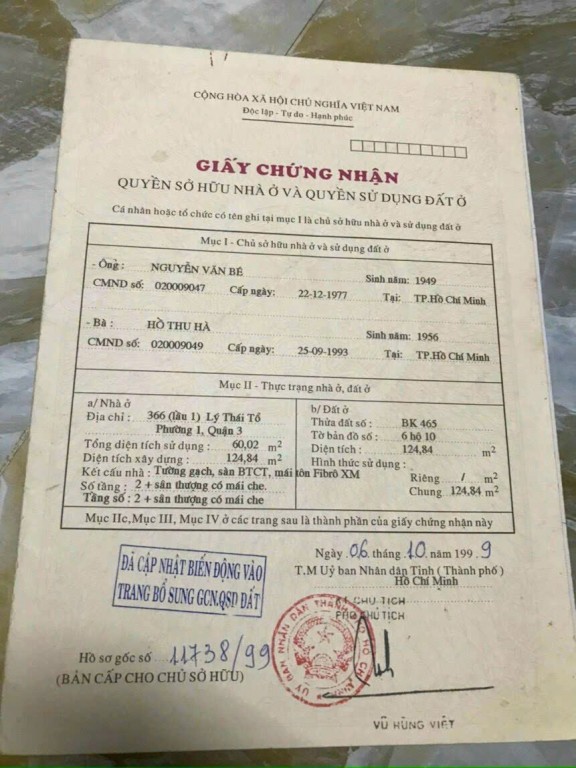 CỘNG HÒA XÃ HỘI CHỦ NGHĨA VIỆT NAM
Độc lập - Tự do - Hạnh phúc
GIẤY CHỨNG NHẬN
QUYỀN SỞ HỮU NHÀ Ở VÀ QUYỀN SỬ DỤNG ĐẤT Ở
Cá nhân hoặc tổ chức có tên ghi tại mục I là chủ sở hữu nhà ở và sử dụng đất ở
Mục I - Chủ sở hữu nhà ở và sử dụng đất ở
- Ông : NGUYỄN VĂN BÉ Sinh năm: 1949
CMND số: 020009047 Cấp ngày: 22-12-1977 Tại: TP.Hồ Chí Minh
- Bà : HỒ THU HÀ Sinh năm: 1956
CMND số: 020009049 Cấp ngày: 25-09-1993 Tại: TP.Hồ Chí Minh
Mục II - Thực trạng nhà ở, đất ở
a/ Nhà ở
Địa chỉ : 366 (lầu 1) Lý Thái Tổ
Phường 1, Quận 3
Tổng diện tích sử dụng : 60,02 m2
Diện tích xây dựng : 124,84 m2
Kết cấu nhà : Tường gạch, sàn BTCT, mái tôn Fibrô XM
Số tầng : 2 + sân thượng có mái che.
Tầng số : 2 + sân thượng có mái che.
b/ Đất ở
Thửa đất số : BK 465
Tờ bản đồ số : 6 hộ 10
Diện tích : 124,84 m2
Hình thức sử dụng :
Riêng / m2
Chung 124,84 m2
Mục IIc, Mục III, Mục IV ở các trang sau là thành phần của giấy chứng nhận này
ĐÃ CẬP NHẬT BIẾN ĐỘNG VÀO
TRANG BỔ SUNG GCN.QSD ĐẤT
Ngày 06 tháng 10 năm 1999
T.M Uỷ ban Nhân dân Tỉnh ( Thành phố )
Hồ Chí Minh
CHỦ TỊCH
PHÓ CHỦ TỊCH
Hồ sơ gốc số 11738/99
(BẢN CẤP CHO CHỦ SỞ HỮU)
VŨ HÙNG VIỆT